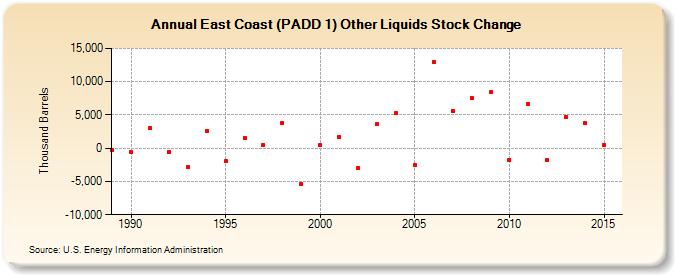 Annual East Coast (PADD 1) Other Liquids Stock Change
Thousand Barrels
15,000
10,000
5,000
0
-5,000
-10,000
1990 1995 2000 2005 2010 2015
Source: U.S. Energy Information Administration